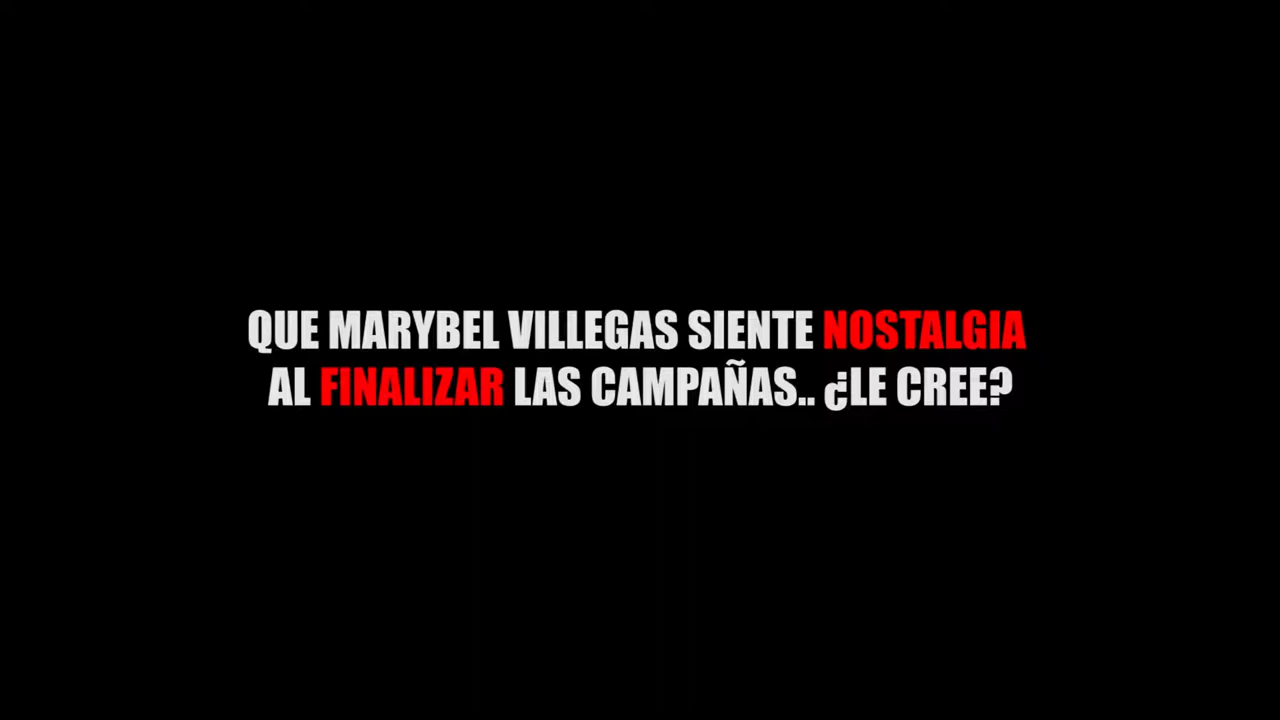 QUE MARYBEL VILLEGAS SIENTE NOSTALGIA
AL FINALIZAR LAS CAMPAÑAS.. ¿LE CREE?